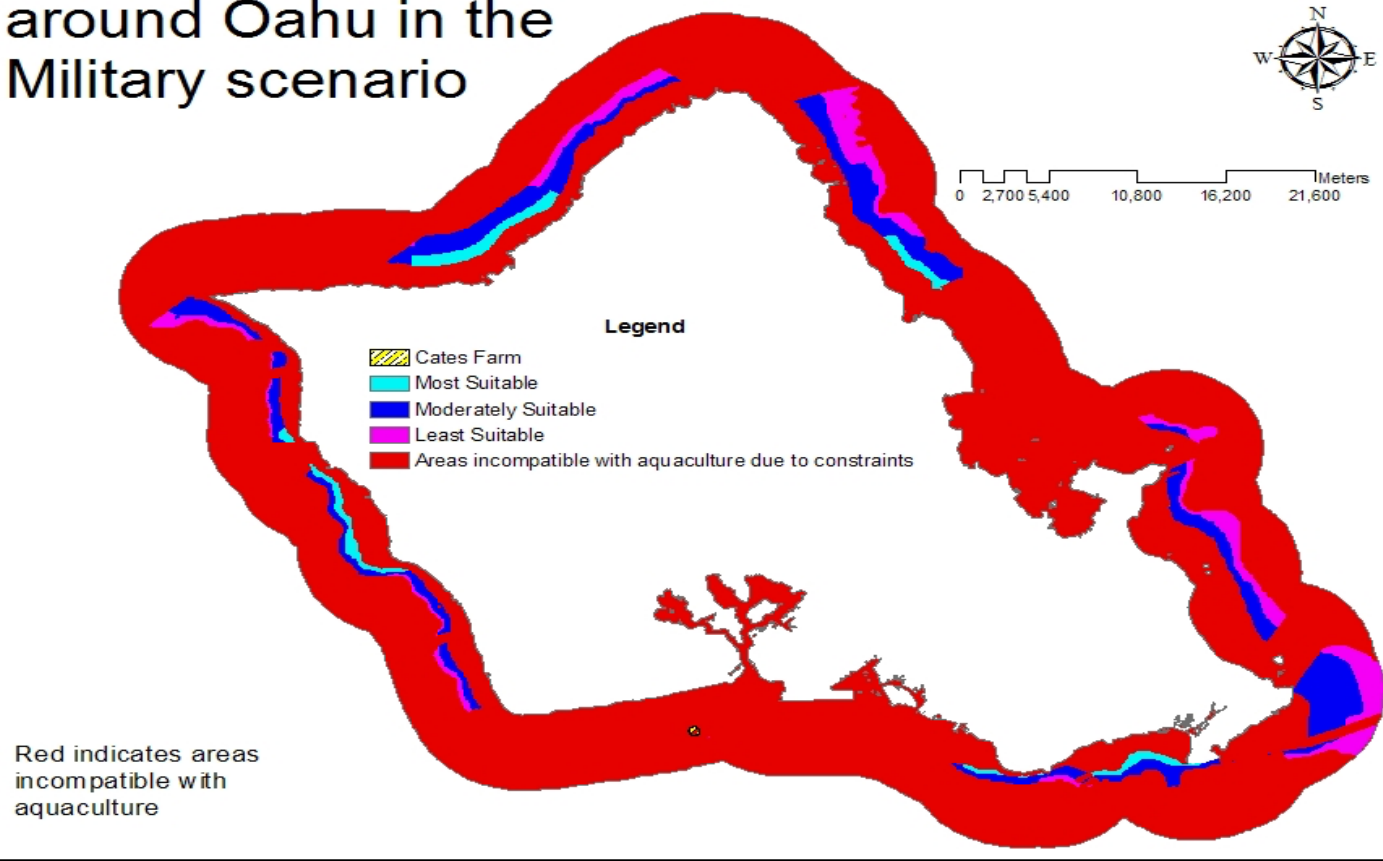 around Oahu in the
Military scenario
N
W E
S
Meters
0 2,700 5,400 10,800 16,200 21,600
Legend
Cates Farm
Most Suitable
Moderately Suitable
Least Suitable
Areas incompatible with aquaculture due to constraints
Red indicates areas
incompatible with
aquaculture